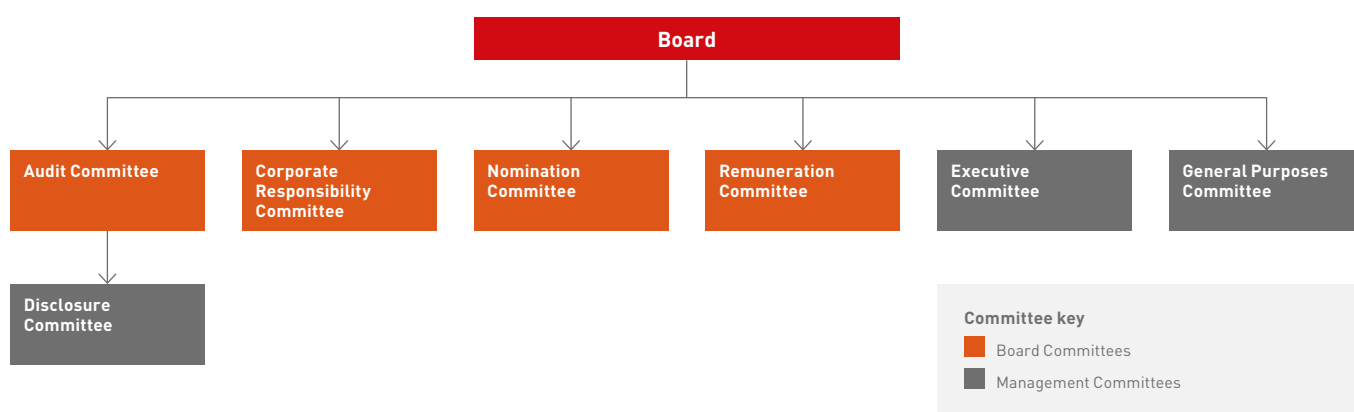 Board
Audit Committee
Corporate
Responsibility
Committee
Nomination
Committee
Remuneration
Committee
Executive
Committee
General Purposes
Committee
Disclosure
Committee
Committee key
Board Committees
Management Committees